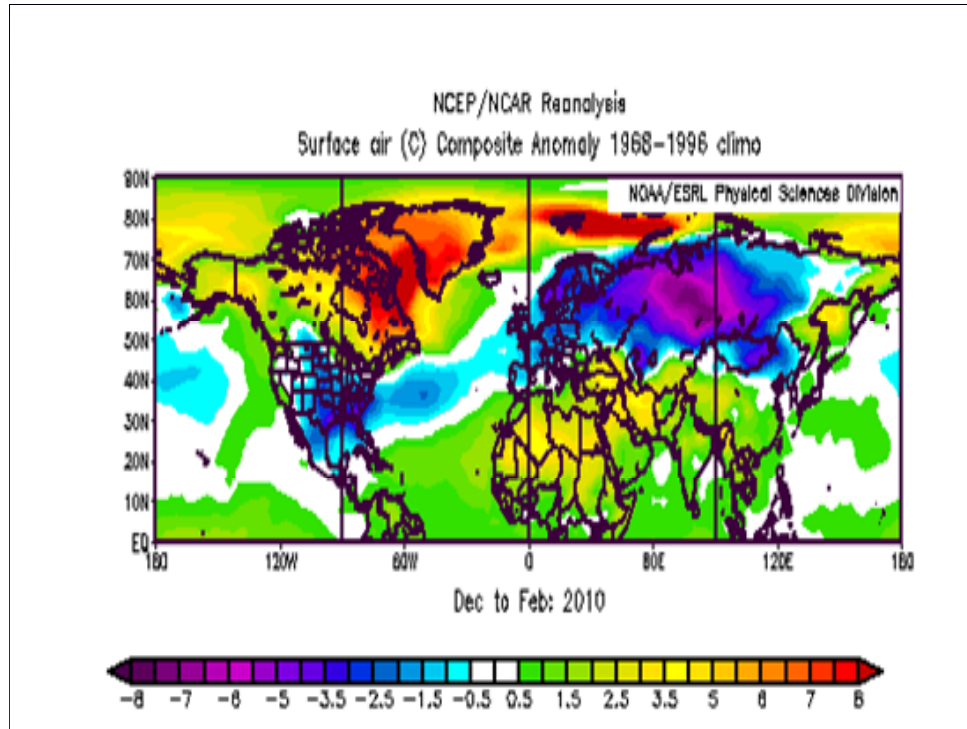 NCEP/NCAR Reanalysis
Surface air (C) Composite Anomaly 1968-1996 climo
NOAA/ESRL Physical Sciences Division
90N
80N
70N
60N
50N
40N
30N
20N
10N
EQ
180 120W 60W 0 60E 120E 180
Dec to Feb: 2010
-8 -7 -6 -5 -3.5 -2.5 -1.5 -0.5 0.5 1.5 2.5 3.5 5 6 7 8